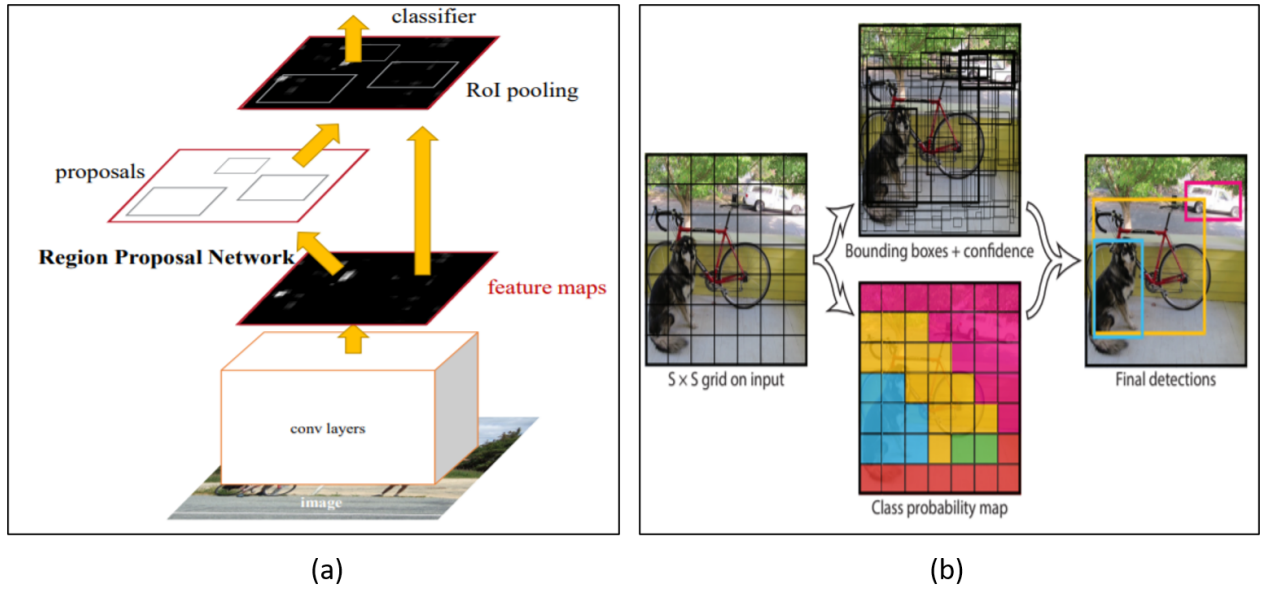 classifier
RoI pooling
proposals
Region Proposal Network
feature maps
conv layers
image
(a)
Bounding boxes + confidence
S × S grid on input
Class probability map
Final detections
(b)